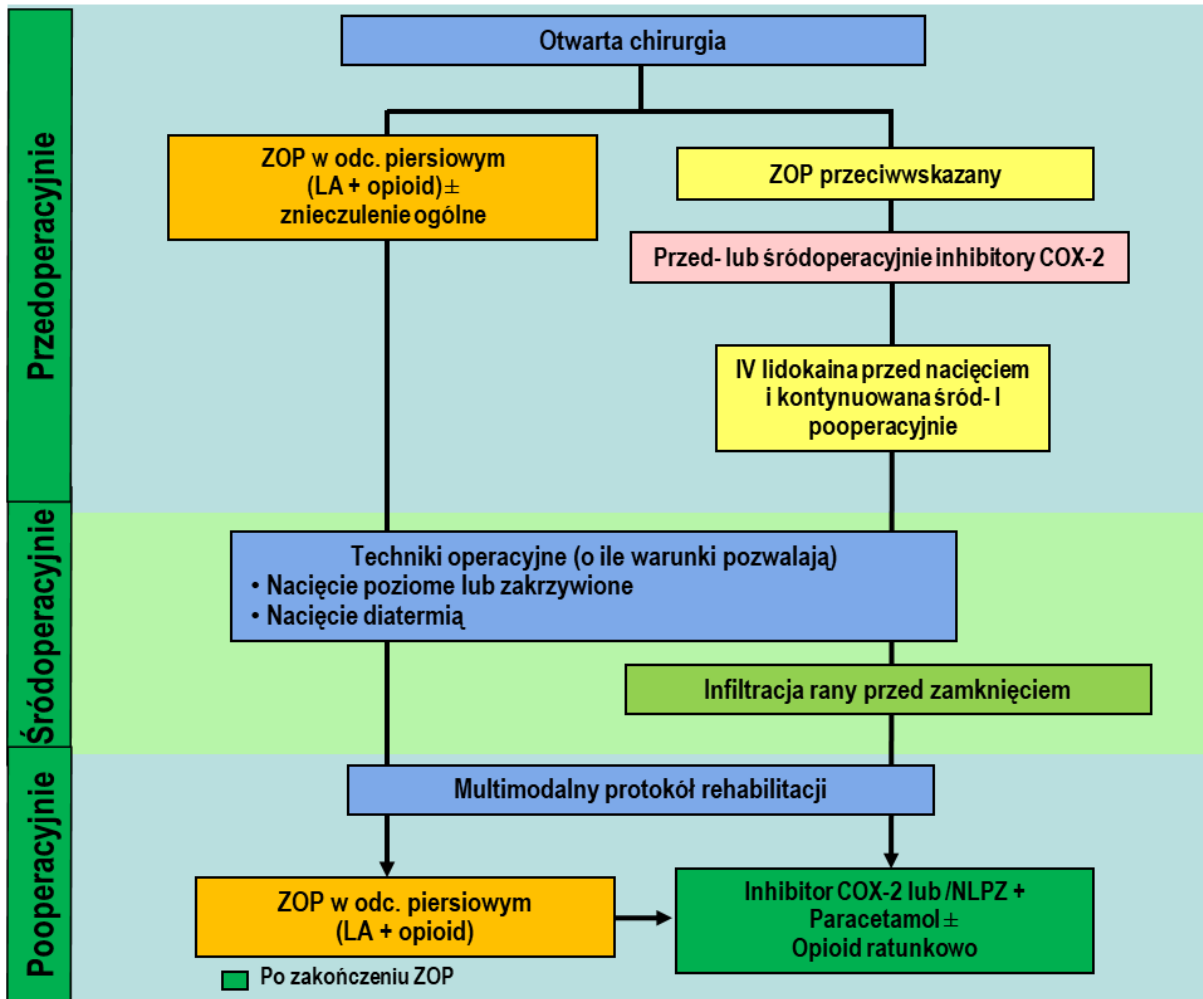 Przedoperacyjnie
Otwarta chirurgia
ZOP w odc. piersiowym
(LA + opioid) ±
znieczulenie ogólne
ZOP przeciwwskazany
Przed- lub śródoperacyjnie inhibitory COX-2
IV lidokaina przed nacięciem
i kontynuowana śród- I
pooperacyjnie
Śródoperacyjnie
Techniki operacyjne (o ile warunki pozwalają)
• Nacięcie poziome lub zakrzywione
• Nacięcie diatermią
Infiltracja rany przed zamknięciem
Pooperacyjnie
Multimodalny protokół rehabilitacji
ZOP w odc. piersiowym
(LA + opioid)
Inhibitor COX-2 lub /NLPZ +
Paracetamol ±
Opioid ratunkowo
Po zakończeniu ZOP